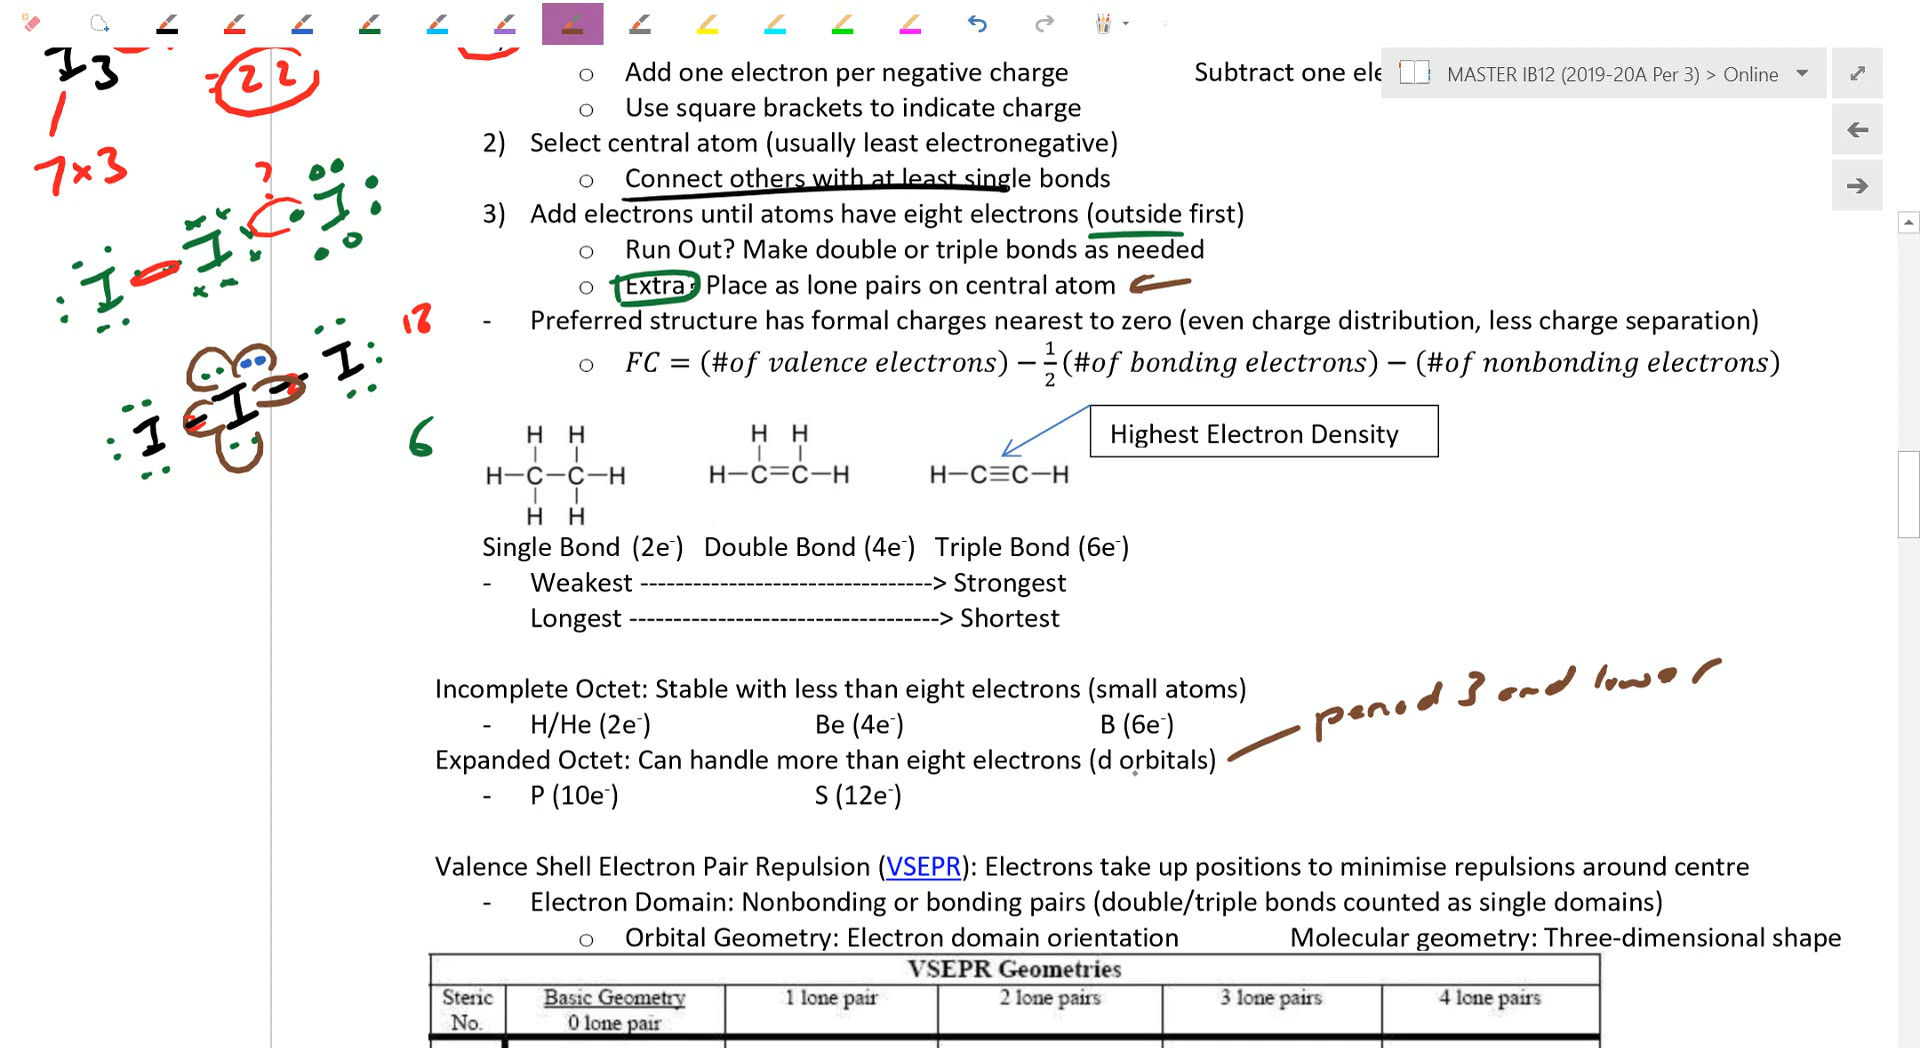 MASTER IB12 (2019-20A Per 3) > Online
I3
= 22
7x3
○ Add one electron per negative charge Subtract one ele
○ Use square brackets to indicate charge
2) Select central atom (usually least electronegative)
○ Connect others with at least single bonds
3) Add electrons until atoms have eight electrons (outside first)
○ Run Out? Make double or triple bonds as needed
○ Extra? Place as lone pairs on central atom
- Preferred structure has formal charges nearest to zero (even charge distribution, less charge separation)
○ FC = (#of valence electrons) − 1/2 (#of bonding electrons) − (#of nonbonding electrons)
?
I I I
18
I I I
6
Highest Electron Density
H H
H−C−C−H
H H
H H
H−C=C−H
H−C≡C−H
Single Bond (2e-) Double Bond (4e-) Triple Bond (6e-)
- Weakest --------------------------------> Strongest
Longest ----------------------------------> Shortest
Incomplete Octet: Stable with less than eight electrons (small atoms)
- H/He (2e-) Be (4e-) B (6e-)
Expanded Octet: Can handle more than eight electrons (d orbitals)
period 3 and lower
- P (10e-) S (12e-)
Valence Shell Electron Pair Repulsion (VSEPR): Electrons take up positions to minimise repulsions around centre
- Electron Domain: Nonbonding or bonding pairs (double/triple bonds counted as single domains)
○ Orbital Geometry: Electron domain orientation Molecular geometry: Three-dimensional shape
VSEPR Geometries
Steric No. Basic Geometry 0 lone pair 1 lone pair 2 lone pairs 3 lone pairs 4 lone pairs